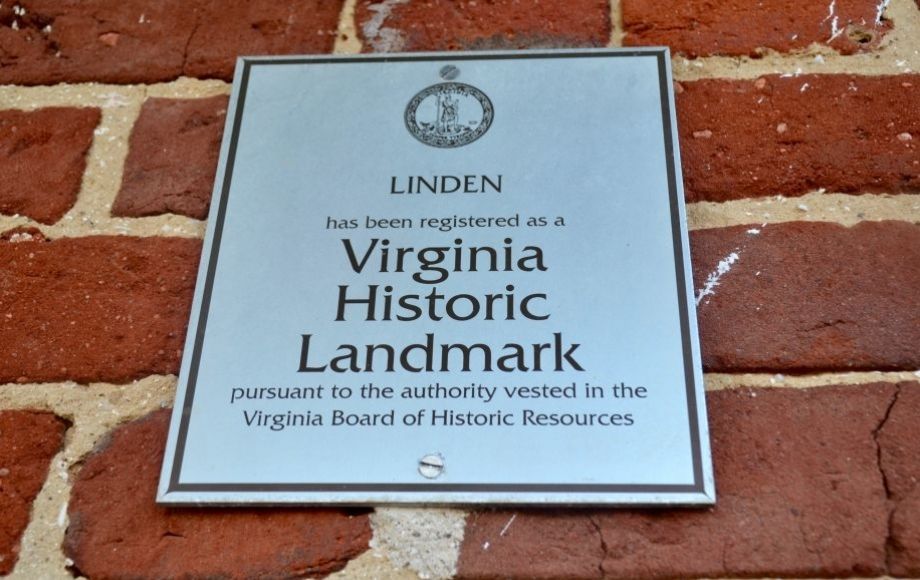 LINDEN
has been registered as a
Virginia
Historic
Landmark
pursuant to the authority vested in the
Virginia Board of Historic Resources